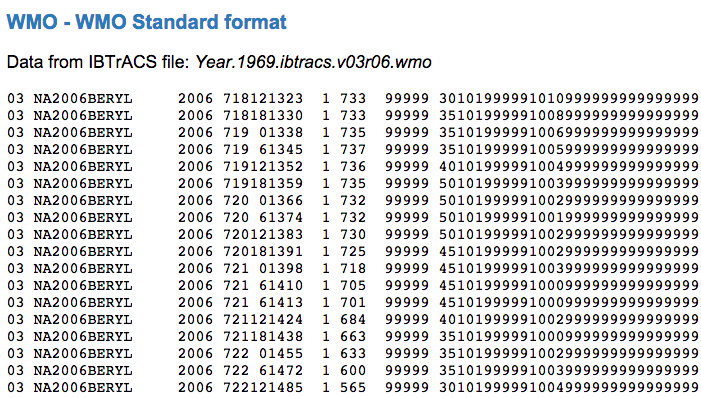 WMO - WMO Standard format
Data from IBTrACS file: Year.1969.ibtracs.v03r06.wmo
03 NA2006BERYL     2006 718121323  1 733  99999 30101999991010999999999999999
03 NA2006BERYL     2006 718181330  1 733  99999 35101999991008999999999999999
03 NA2006BERYL     2006 719 01338  1 735  99999 35101999991006999999999999999
03 NA2006BERYL     2006 719 61345  1 737  99999 35101999991005999999999999999
03 NA2006BERYL     2006 719121352  1 736  99999 40101999991004999999999999999
03 NA2006BERYL     2006 719181359  1 735  99999 50101999991003999999999999999
03 NA2006BERYL     2006 720 01366  1 732  99999 50101999991002999999999999999
03 NA2006BERYL     2006 720 61374  1 732  99999 50101999991001999999999999999
03 NA2006BERYL     2006 720121383  1 730  99999 50101999991002999999999999999
03 NA2006BERYL     2006 720181391  1 725  99999 45101999991002999999999999999
03 NA2006BERYL     2006 721 01398  1 718  99999 45101999991003999999999999999
03 NA2006BERYL     2006 721 61410  1 705  99999 45101999991000999999999999999
03 NA2006BERYL     2006 721 61413  1 701  99999 45101999991000999999999999999
03 NA2006BERYL     2006 721121424  1 684  99999 40101999991002999999999999999
03 NA2006BERYL     2006 721181438  1 663  99999 35101999991000999999999999999
03 NA2006BERYL     2006 722 01455  1 633  99999 35101999991002999999999999999
03 NA2006BERYL     2006 722 61472  1 600  99999 35101999991003999999999999999
03 NA2006BERYL     2006 722121485  1 565  99999 30101999991004999999999999999